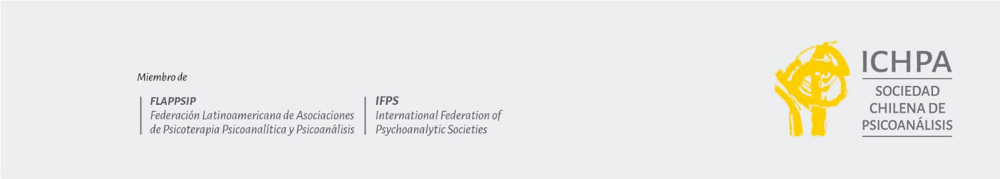 Miembro de
FLAPPSIP
Federación Latinoamericana de Asociaciones
de Psicoterapia Psicoanalítica y Psicoanálisis
IFPS
International Federation of
Psychoanalytic Societies
ICHPA
SOCIEDAD
CHILENA DE
PSICOANÁLISIS